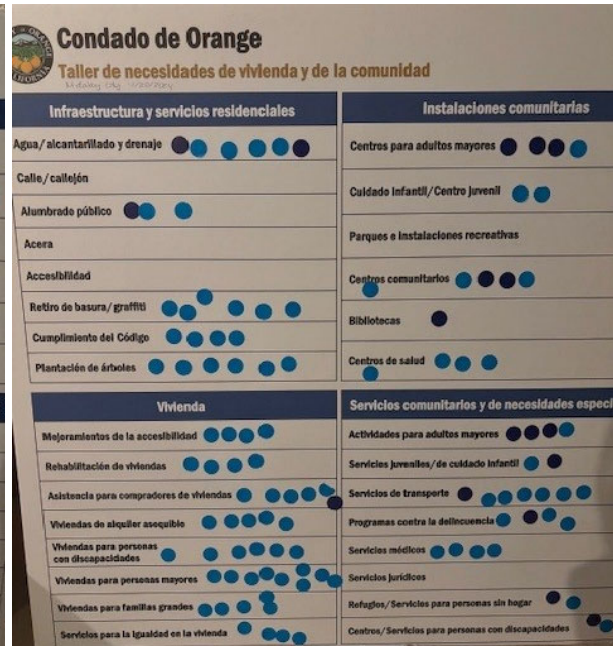 Condado de Orange
Taller de necesidades de vivienda y de la comunidad
Infraestructura y servicios residenciales
Agua/alcantarillado y drenaje
Calle/callejón
Alumbrado público
Acera
Accesibilidad
Retiro de basura/graffiti
Cumplimiento del Código
Plantación de árboles
Instalaciones comunitarias
Centros para adultos mayores
Cuidado infantil/Centro juvenil
Parques e instalaciones recreativas
Centros comunitarios
Bibliotecas
Centros de salud
Vivienda
Mejoramientos de la accesibilidad
Rehabilitación de viviendas
Asistencia para compradores de viviendas
Viviendas de alquiler asequible
Viviendas para personas
con discapacidades
Viviendas para personas mayores
Viviendas para familias grandes
Servicios para la igualdad en la vivienda
Servicios comunitarios y de necesidades especi
Actividades para adultos mayores
Servicios juveniles/de cuidado infantil
Servicios de transporte
Programas contra la delincuencia
Servicios médicos
Servicios jurídicos
Refugios/Servicios para personas sin hogar
Centros/Servicios para personas con discapacidades